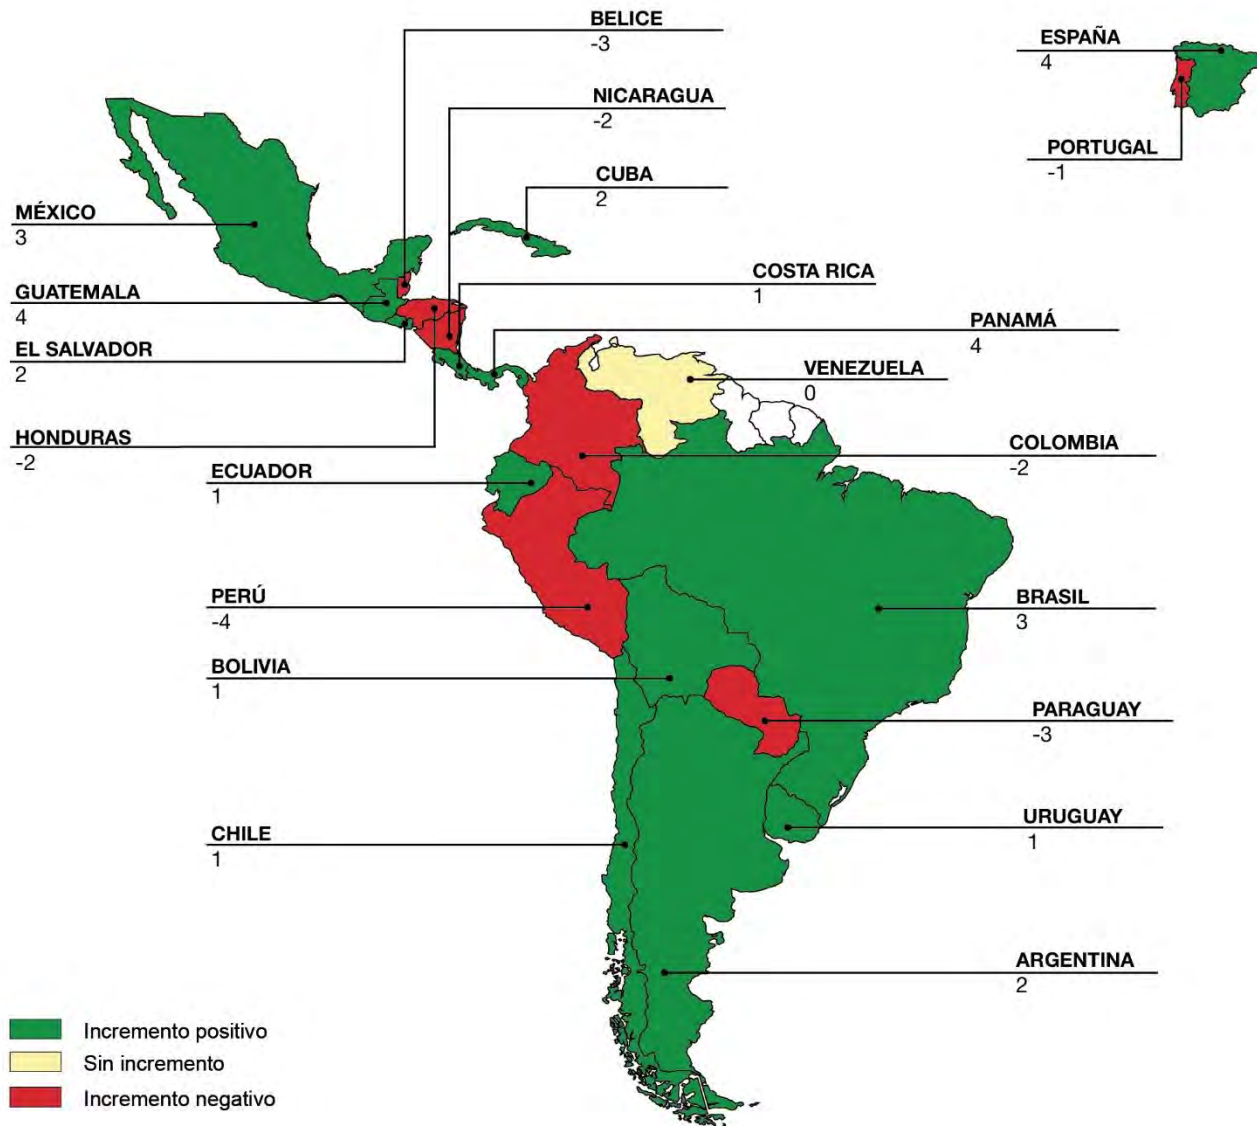 BELICE
-3
ESPAÑA
4
NICARAGUA
-2
PORTUGAL
-1
CUBA
2
MÉXICO
3
COSTA RICA
1
GUATEMALA
4
PANAMÁ
4
EL SALVADOR
2
VENEZUELA
0
HONDURAS
-2
COLOMBIA
-2
ECUADOR
1
PERÚ
-4
BRASIL
3
BOLIVIA
1
PARAGUAY
-3
CHILE
1
URUGUAY
1
ARGENTINA
2
Incremento positivo
Sin incremento
Incremento negativo